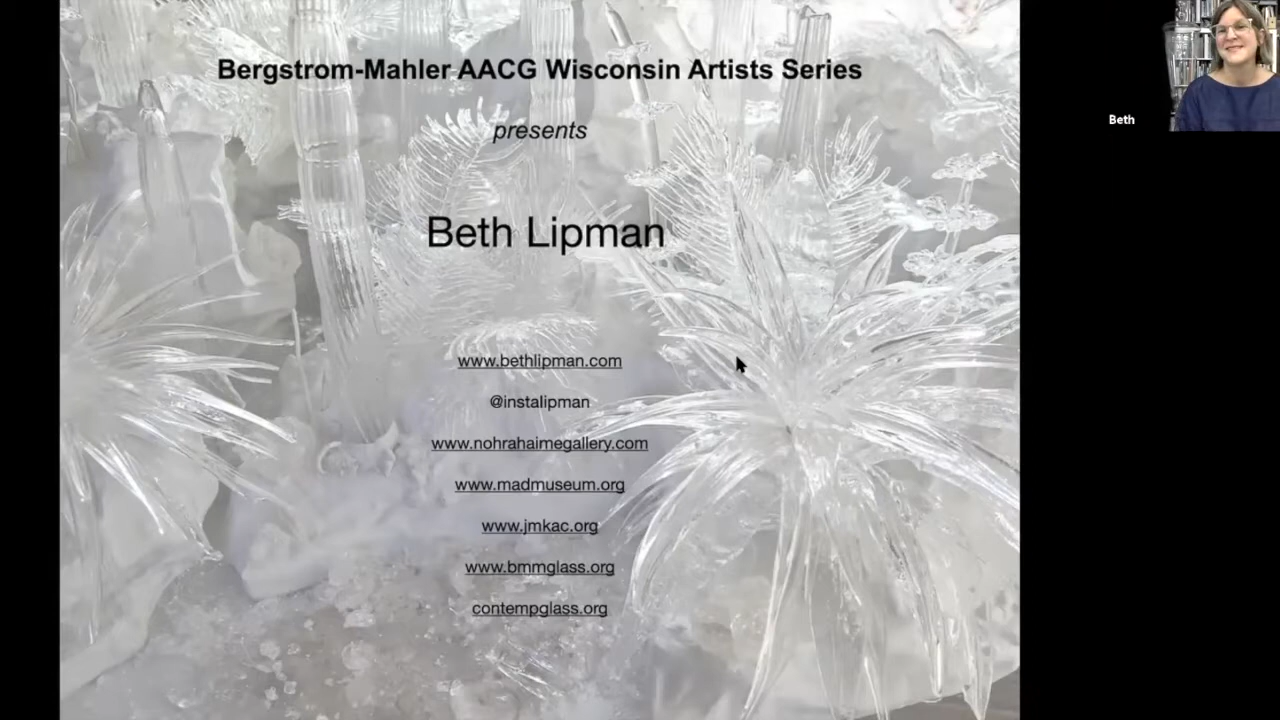 Bergstrom-Mahler AACG Wisconsin Artists Series
presents
Beth Lipman
www.bethlipman.com
@instalipman
www.nohrahaimegallery.com
www.madmuseum.org
www.jmkac.org
www.bmmglass.org
contempglass.org
Beth